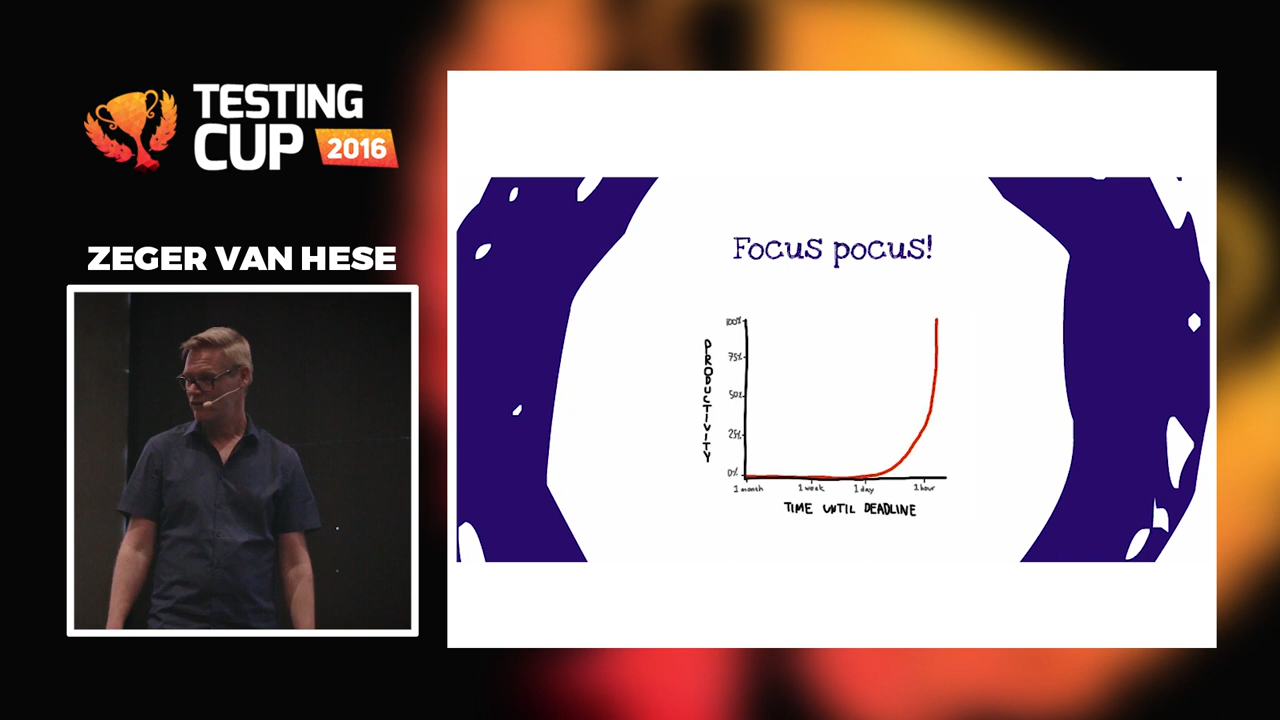 TESTING
CUP 2016
ZEGER VAN HESE
Focus pocus!
PRODUCTIVITY
100%
75%
50%
25%
0%
1 month 1 week 1 day 1 hour
TIME UNTIL DEADLINE